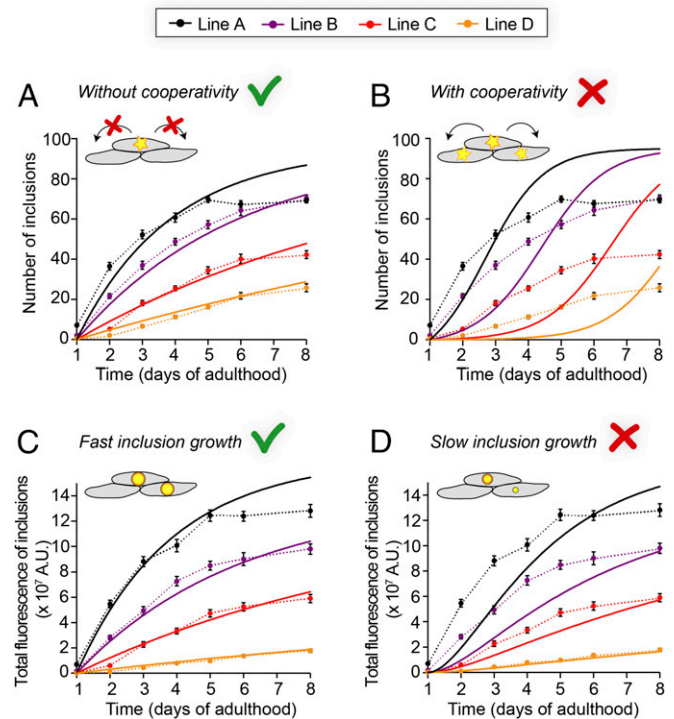 Line A Line B Line C Line D
A Without cooperativity
B With cooperativity
Number of inclusions
100
80
60
40
20
0
1 2 3 4 5 6 7 8
Time (days of adulthood)
Number of inclusions
100
80
60
40
20
0
1 2 3 4 5 6 7 8
Time (days of adulthood)
C Fast inclusion growth
D Slow inclusion growth
Total fluorescence of inclusions
(x 10⁷ A.U.)
14
12
10
8
6
4
2
0
1 2 3 4 5 6 7 8
Time (days of adulthood)
Total fluorescence of inclusions
(x 10⁷ A.U.)
14
12
10
8
6
4
2
0
1 2 3 4 5 6 7 8
Time (days of adulthood)